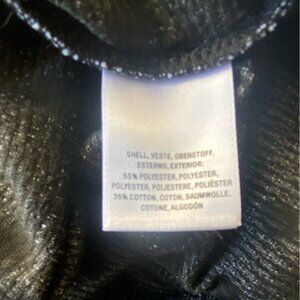 SHELL, VESTE, OBERSTOFF,
ESTERNO, EXTERIOR:
65% POLYESTER, POLYESTER,
POLYESTER, POLIESTERE, POLIÉSTER
35% COTTON, COTON, BAUMWOLLE,
COTONE, ALGODÓN